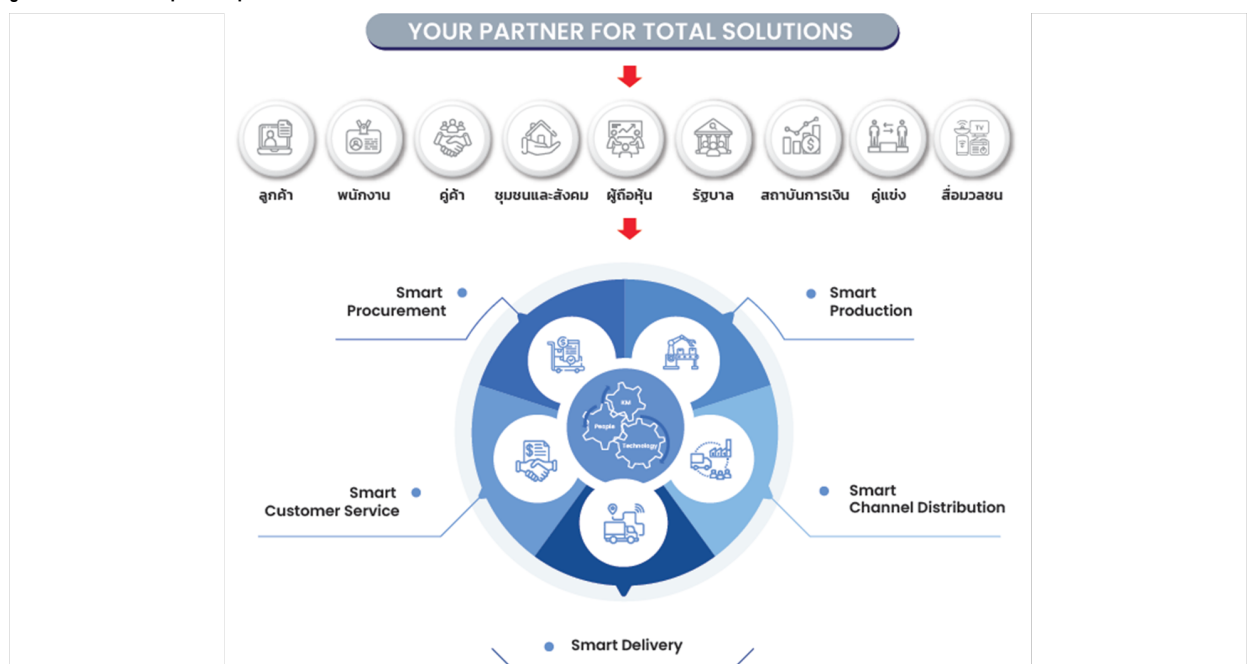 YOUR PARTNER FOR TOTAL SOLUTIONS
ลูกค้า
พนักงาน
คู่ค้า
ชุมชนและสังคม
ผู้ถือหุ้น
รัฐบาล
สถาบันการเงิน
คู่แข่ง
สื่อมวลชน
TV
Smart
Procurement
Smart
Production
KM
People
Technology
Smart
Customer Service
Smart
Channel Distribution
Smart Delivery